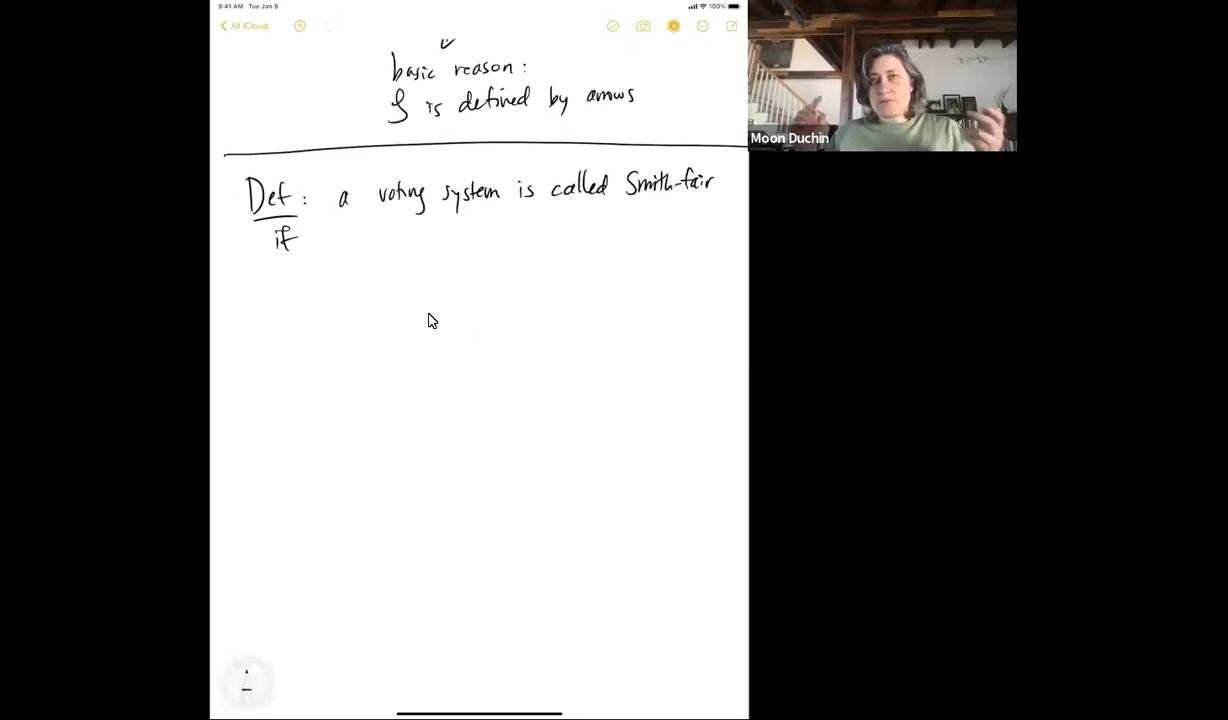 9:41 AM Tue Jan 9
100%
All iCloud
basic reason:
S is defined by arrows
Def: a voting system is called Smith-fair
if
Moon Duchin